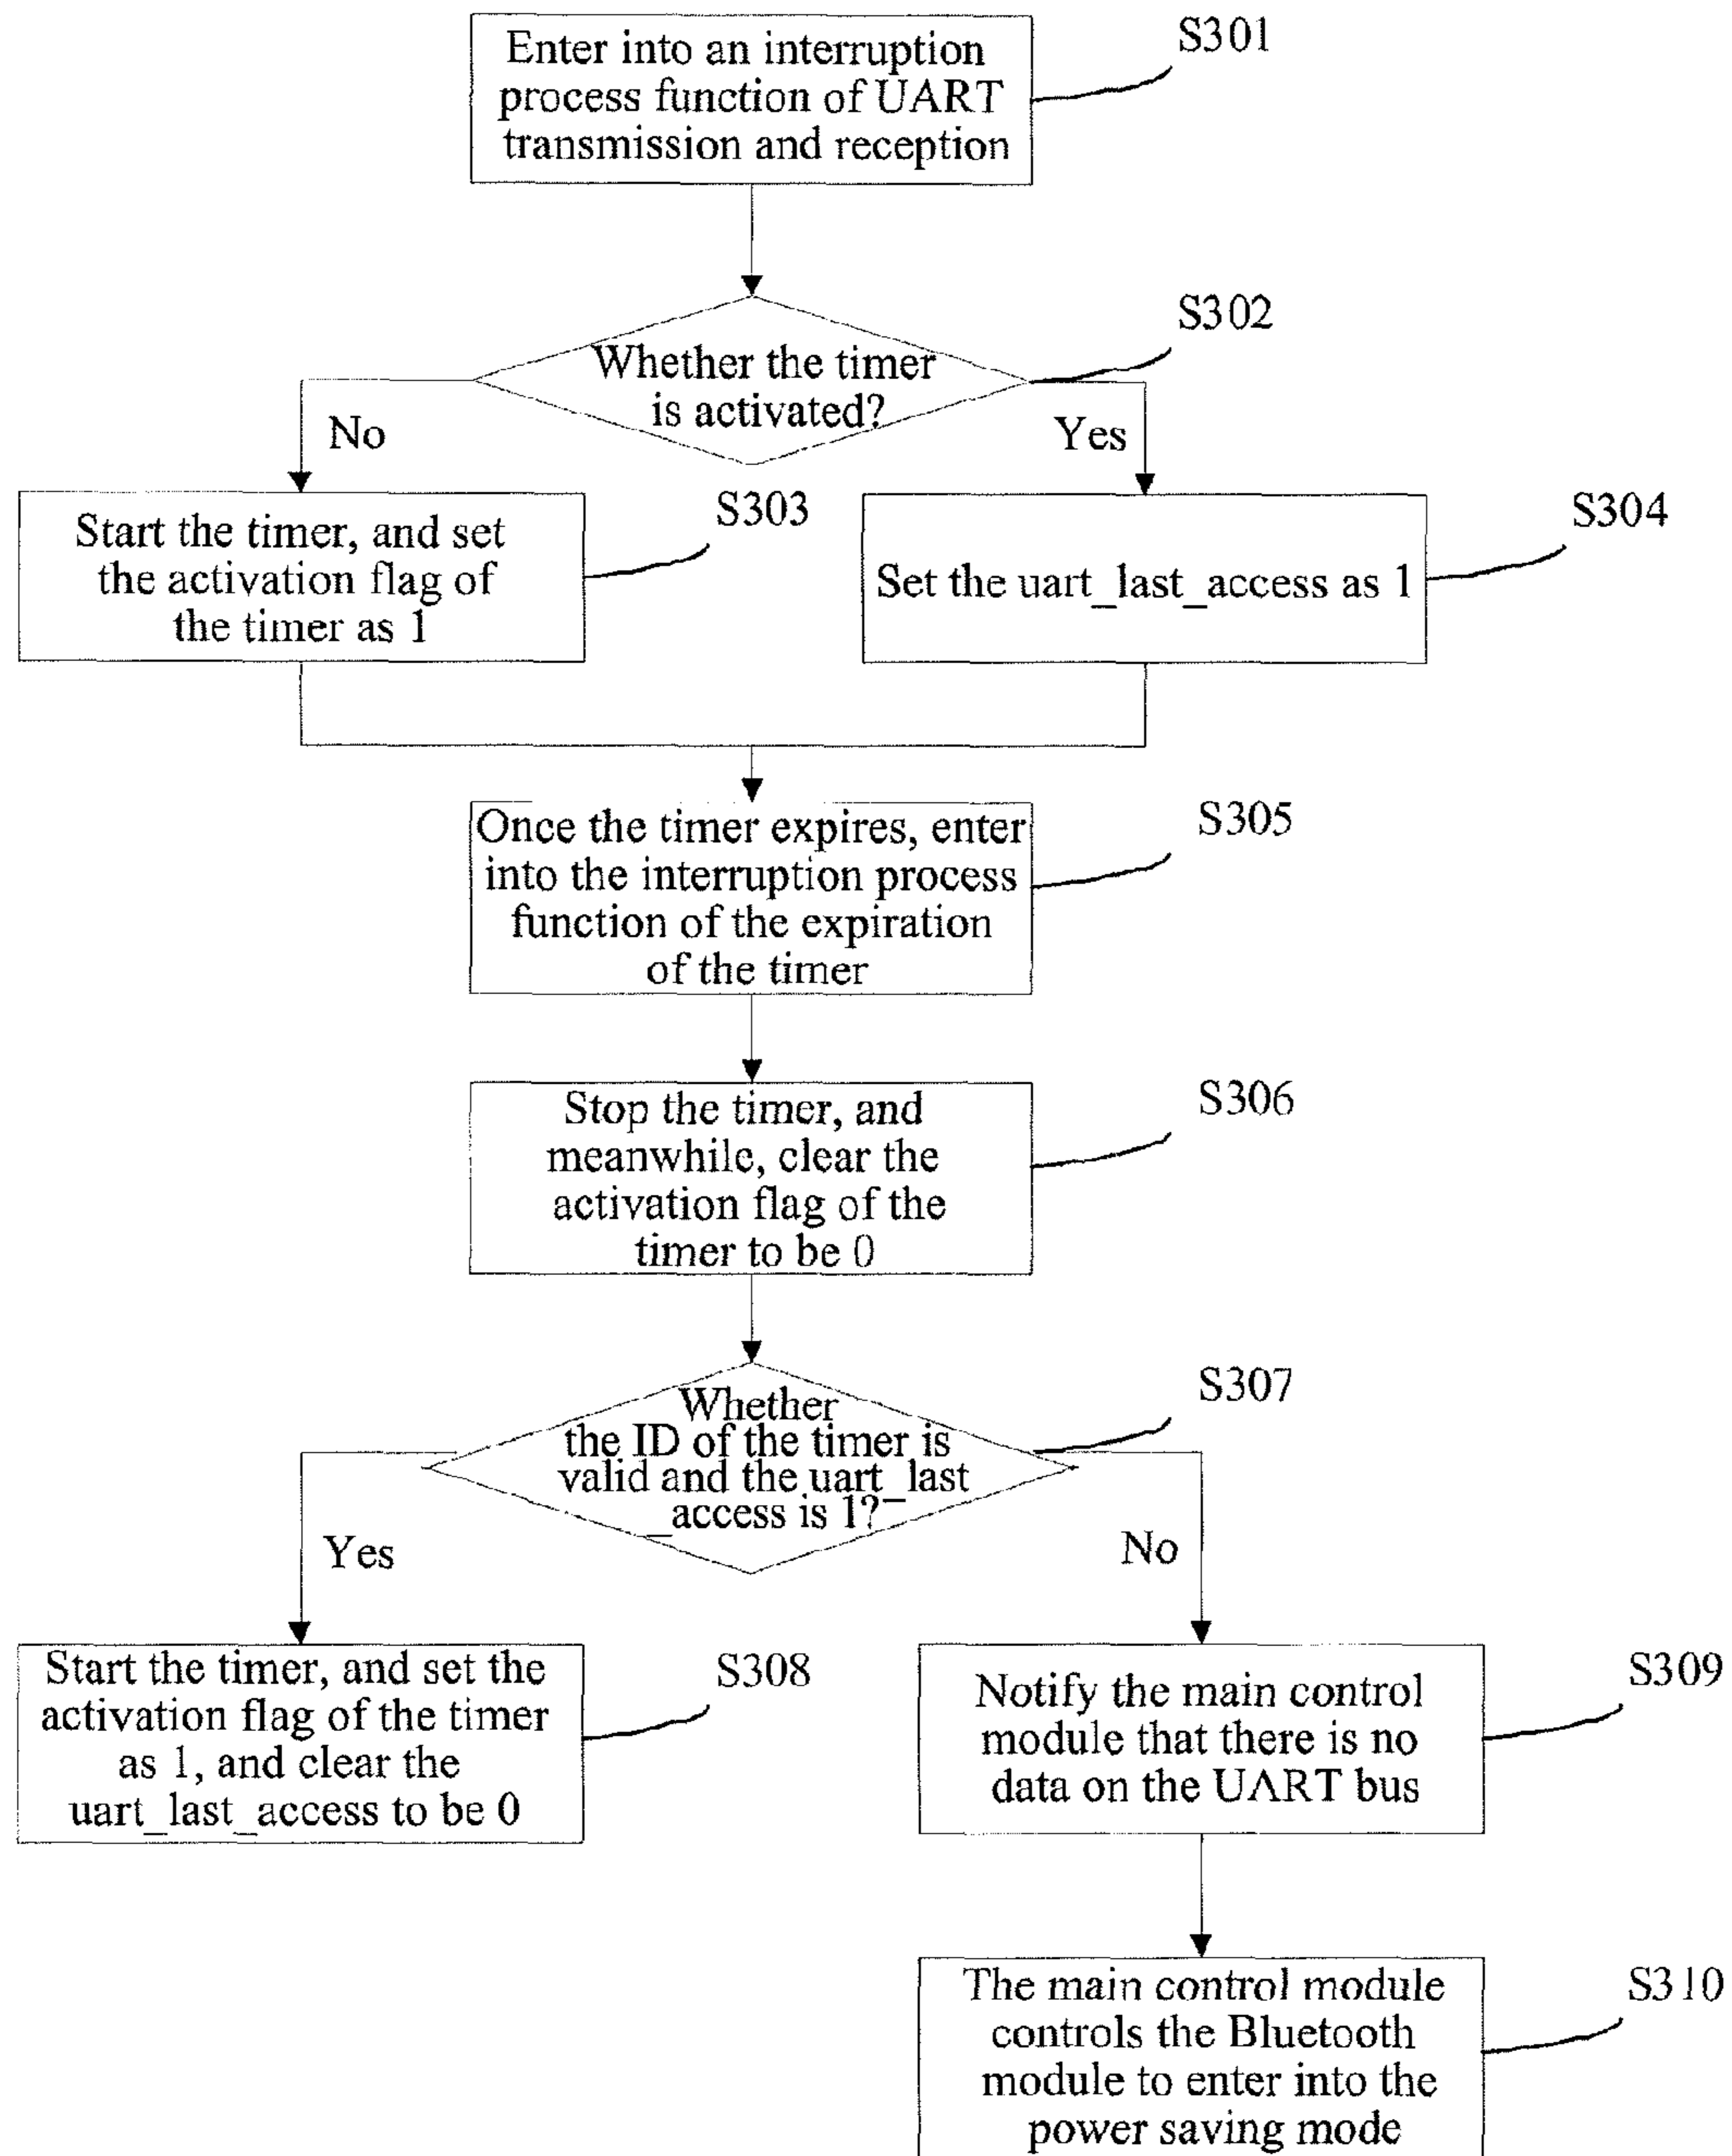 Enter into an interruption
process function of UART
transmission and reception
S301
S302
Whether the timer
is activated?
No
Yes
S303
Start the timer, and set
the activation flag of
the timer as 1
S304
Set the uart_last_access as 1
S305
Once the timer expires, enter
into the interruption process
function of the expiration
of the timer
S306
Stop the timer, and
meanwhile, clear the
activation flag of the
timer to be 0
S307
Whether
the ID of the timer is
valid and the uart_last
_access is 1?
Yes
No
S308
Start the timer, and set the
activation flag of the timer
as 1, and clear the
uart_last_access to be 0
S309
Notify the main control
module that there is no
data on the UART bus
S310
The main control module
controls the Bluetooth
module to enter into the
power saving mode